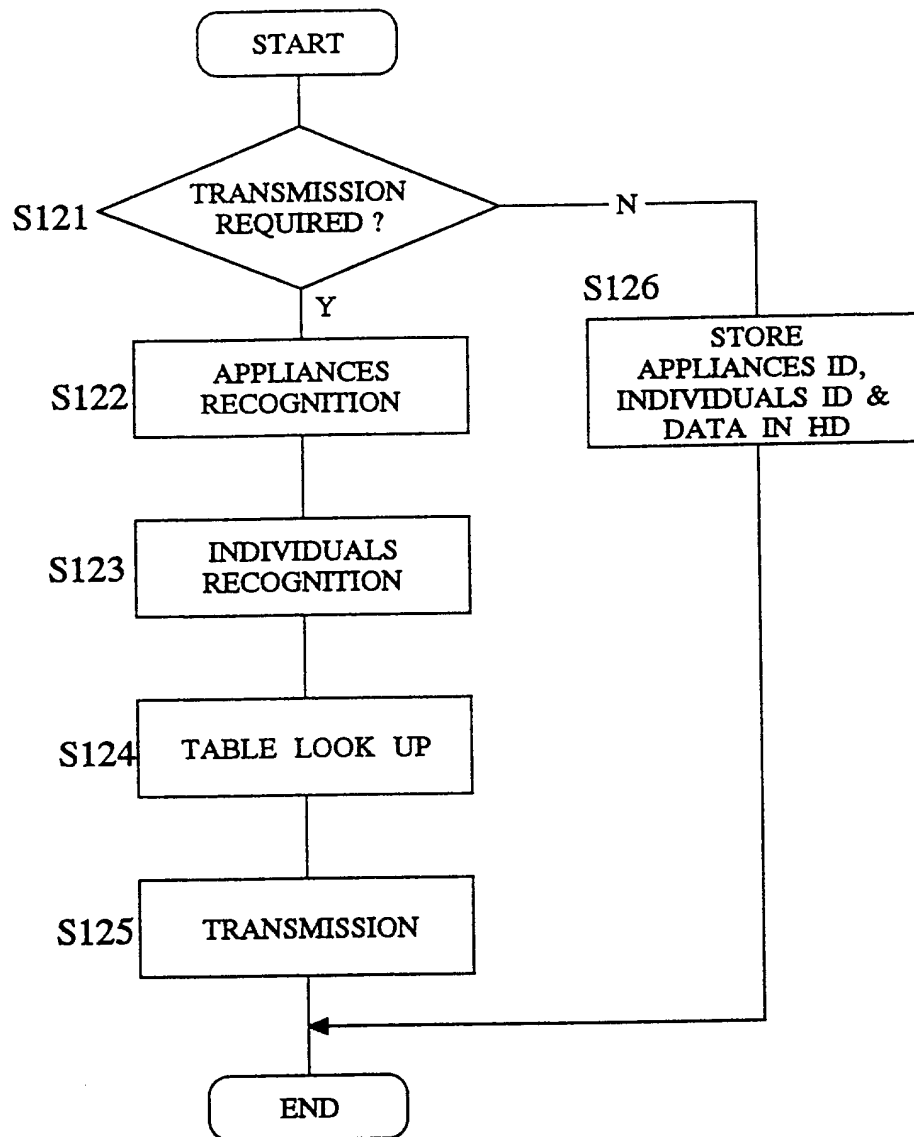 START
TRANSMISSION
REQUIRED ?
S121
N
Y
S126
STORE
APPLIANCES ID,
INDIVIDUALS ID &
DATA IN HD
S122
APPLIANCES
RECOGNITION
S123
INDIVIDUALS
RECOGNITION
S124
TABLE LOOK UP
S125
TRANSMISSION
END